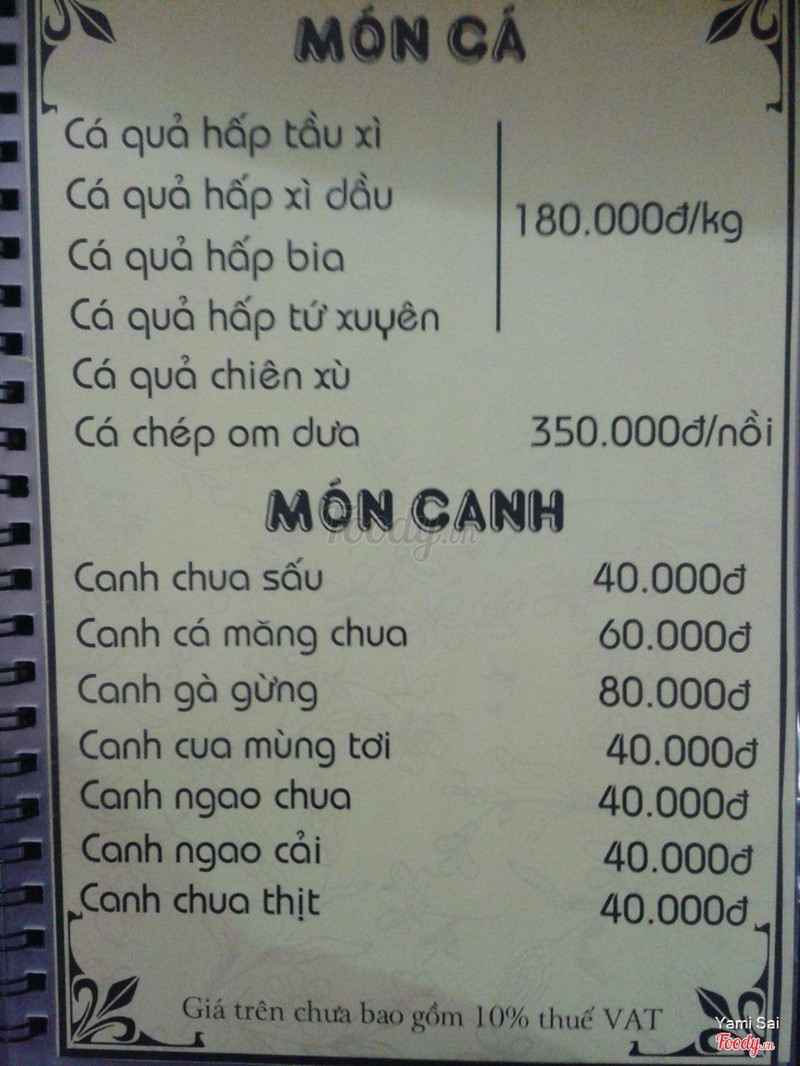 MÓN CÁ
Cá quả hấp tầu xì
Cá quả hấp xì dầu
180.000đ/kg
Cá quả hấp bia
Cá quả hấp tứ xuyên
Cá quả chiên xù
Cá chép om dưa 350.000đ/nồi
MÓN CANH
Foody.vn
Canh chua sấu 40.000đ
Canh cá măng chua 60.000đ
Canh gà gừng 80.000đ
Canh cua mùng tơi 40.000đ
Canh ngao chua 40.000đ
Canh ngao cải 40.000đ
Canh chua thịt 40.000đ
Giá trên chưa bao gồm 10% thuế VAT
Yami Sai
Foody.vn